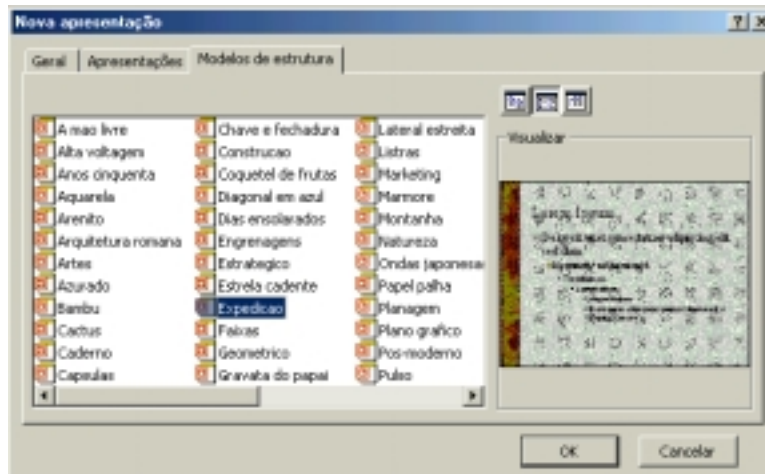 Nova apresentação
Geral
Apresentações
Modelos de estrutura
A mao livre
Alta voltagem
Anos cinquenta
Aquarela
Arenito
Arquitetura romana
Artes
Azurado
Bambu
Cactus
Caderno
Capsulas
Chave e fechadura
Construcao
Coquetel de frutas
Diagonal em azul
Dias ensolarados
Engrenagens
Estrategico
Estrela cadente
Expedicao
Faixas
Geometrico
Gravata do papai
Lateral estreita
Listras
Marketing
Marmore
Montanha
Natureza
Ondas japonesa
Papel palha
Planagem
Plano grafico
Pos-moderno
Pulso
Visualizar
Lorem Ipsum
OK
Cancelar